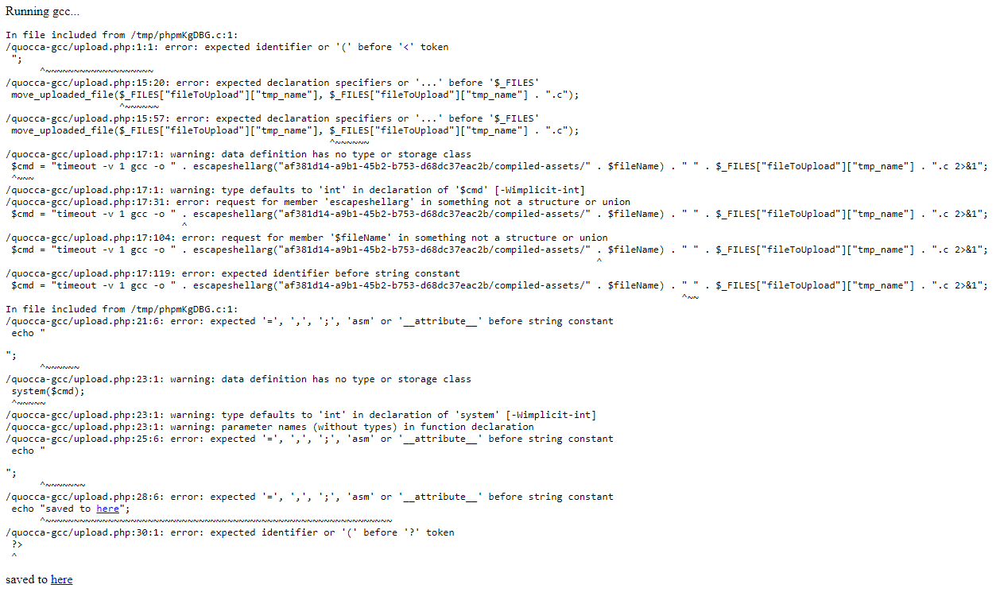 Running gcc...
In file included from /tmp/phpmKgDBG.c:1:
/quocca-gcc/upload.php:1:1: error: expected identifier or '(' before '<' token
 ";
      ^~~~~~~~~~~~~~~~~~~~
/quocca-gcc/upload.php:15:20: error: expected declaration specifiers or '...' before '$_FILES'
 move_uploaded_file($_FILES["fileToUpload"]["tmp_name"], $_FILES["fileToUpload"]["tmp_name"] . ".c");
                    ^~~~~~~
/quocca-gcc/upload.php:15:57: error: expected declaration specifiers or '...' before '$_FILES'
 move_uploaded_file($_FILES["fileToUpload"]["tmp_name"], $_FILES["fileToUpload"]["tmp_name"] . ".c");
                                                         ^~~~~~~
/quocca-gcc/upload.php:17:1: warning: data definition has no type or storage class
 $cmd = "timeout -v 1 gcc -o " . escapeshellarg("af381d14-a9b1-45b2-b753-d68dc37eac2b/compiled-assets/" . $fileName) . " " . $_FILES["fileToUpload"]["tmp_name"] . ".c 2>&1";
 ^~~~
/quocca-gcc/upload.php:17:1: warning: type defaults to 'int' in declaration of '$cmd' [-Wimplicit-int]
/quocca-gcc/upload.php:17:31: error: request for member 'escapeshellarg' in something not a structure or union
 $cmd = "timeout -v 1 gcc -o " . escapeshellarg("af381d14-a9b1-45b2-b753-d68dc37eac2b/compiled-assets/" . $fileName) . " " . $_FILES["fileToUpload"]["tmp_name"] . ".c 2>&1";
                               ^
/quocca-gcc/upload.php:17:104: error: request for member '$fileName' in something not a structure or union
 $cmd = "timeout -v 1 gcc -o " . escapeshellarg("af381d14-a9b1-45b2-b753-d68dc37eac2b/compiled-assets/" . $fileName) . " " . $_FILES["fileToUpload"]["tmp_name"] . ".c 2>&1";
                                                                                                        ^
/quocca-gcc/upload.php:17:119: error: expected identifier before string constant
 $cmd = "timeout -v 1 gcc -o " . escapeshellarg("af381d14-a9b1-45b2-b753-d68dc37eac2b/compiled-assets/" . $fileName) . " " . $_FILES["fileToUpload"]["tmp_name"] . ".c 2>&1";
                                                                                                                       ^~~
In file included from /tmp/phpmKgDBG.c:1:
/quocca-gcc/upload.php:21:6: error: expected '=', ',', ';', 'asm' or '__attribute__' before string constant
 echo "
";
      ^~~~~~~
/quocca-gcc/upload.php:23:1: warning: data definition has no type or storage class
 system($cmd);
 ^~~~~~
/quocca-gcc/upload.php:23:1: warning: type defaults to 'int' in declaration of 'system' [-Wimplicit-int]
/quocca-gcc/upload.php:23:1: warning: parameter names (without types) in function declaration
/quocca-gcc/upload.php:25:6: error: expected '=', ',', ';', 'asm' or '__attribute__' before string constant
 echo "
";
      ^~~~~~~~
/quocca-gcc/upload.php:28:6: error: expected '=', ',', ';', 'asm' or '__attribute__' before string constant
 echo "saved to here";
      ^~~~~~~~~~~~~~~~~~~~~~~~~~~~~~~~~~~~~~~~~~~~~~~~~~~~~~~~~~~~~~
/quocca-gcc/upload.php:30:1: error: expected identifier or '(' before '?' token
 ?>
 ^
saved to here